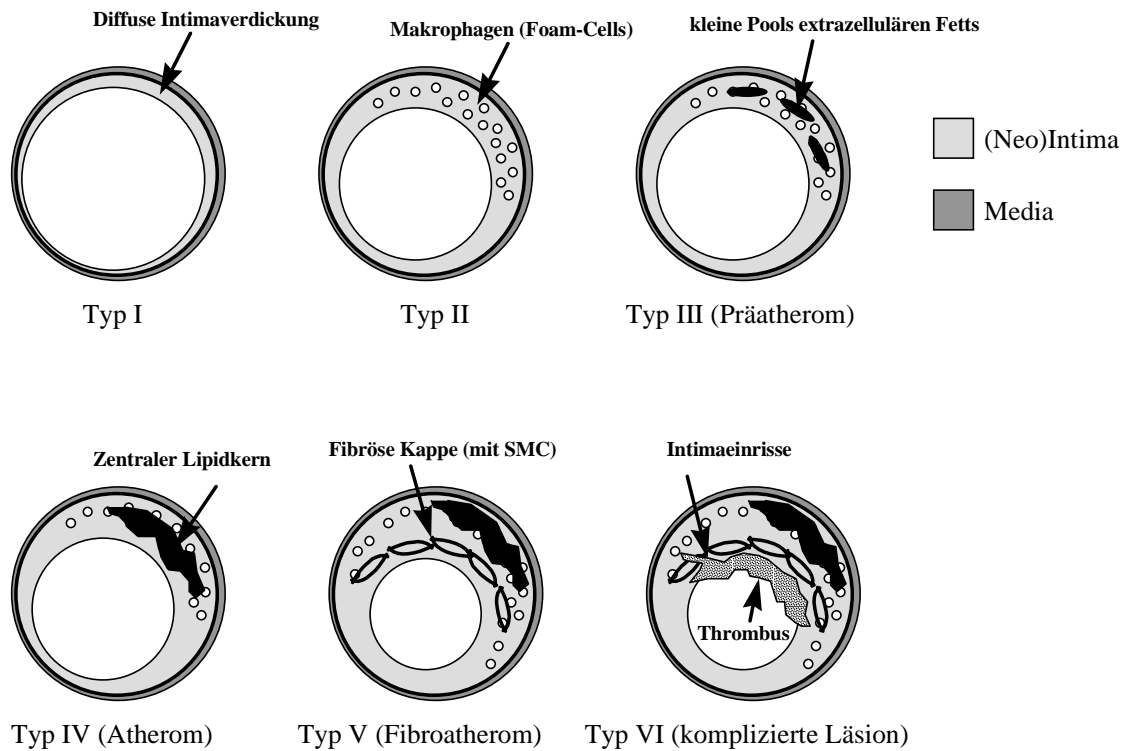 Diffuse Intimaverdickung
Makrophagen (Foam-Cells)
kleine Pools extrazellulären Fetts
(Neo)Intima
Media
Typ I
Typ II
Typ III (Präatherom)
Zentraler Lipidkern
Fibröse Kappe (mit SMC)
Intimaeinrisse
Thrombus
Typ IV (Atherom)
Typ V (Fibroatherom)
Typ VI (komplizierte Läsion)